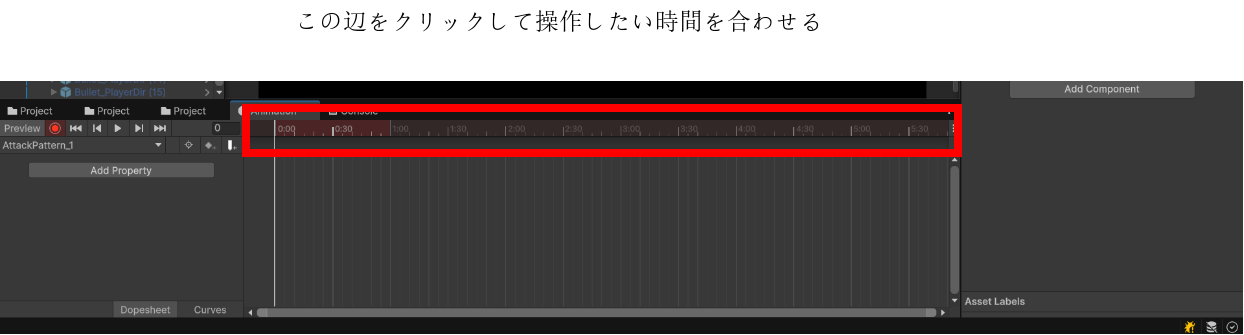 この辺をクリックして操作したい時間を合わせる
Bullet_PlayerDir (15)
Add Component
Project
Project
Project
Animation
Console
Preview
0
0:00
0:30
1:00
1:30
2:00
2:30
3:00
3:30
4:00
4:30
5:00
5:30
AttackPattern_1
Add Property
Asset Labels
Dopesheet
Curves